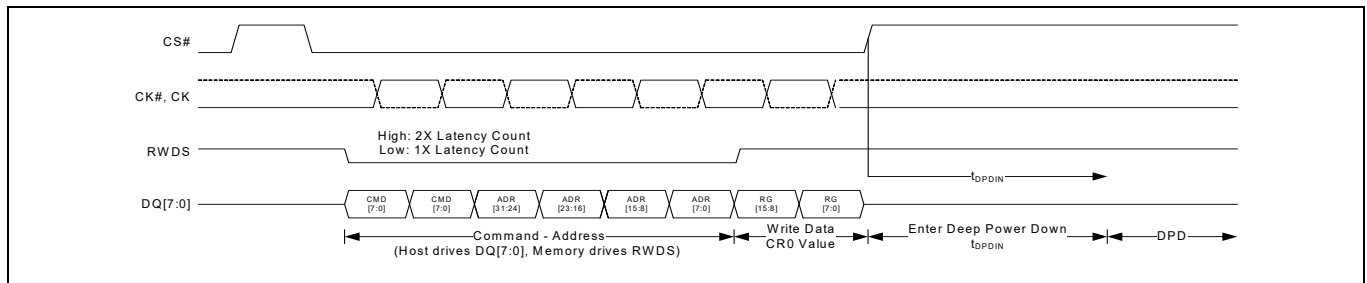 CS#
CK#, CK
High: 2X Latency Count
Low: 1X Latency Count
RWDS
tDPDIN
DQ[7:0]
CMD [7:0]
CMD [7:0]
ADR [31:24]
ADR [23:16]
ADR [15:8]
ADR [7:0]
RG [15:8]
RG [7:0]
Command - Address
(Host drives DQ[7:0], Memory drives RWDS)
Write Data
CR0 Value
Enter Deep Power Down
tDPDIN
DPD